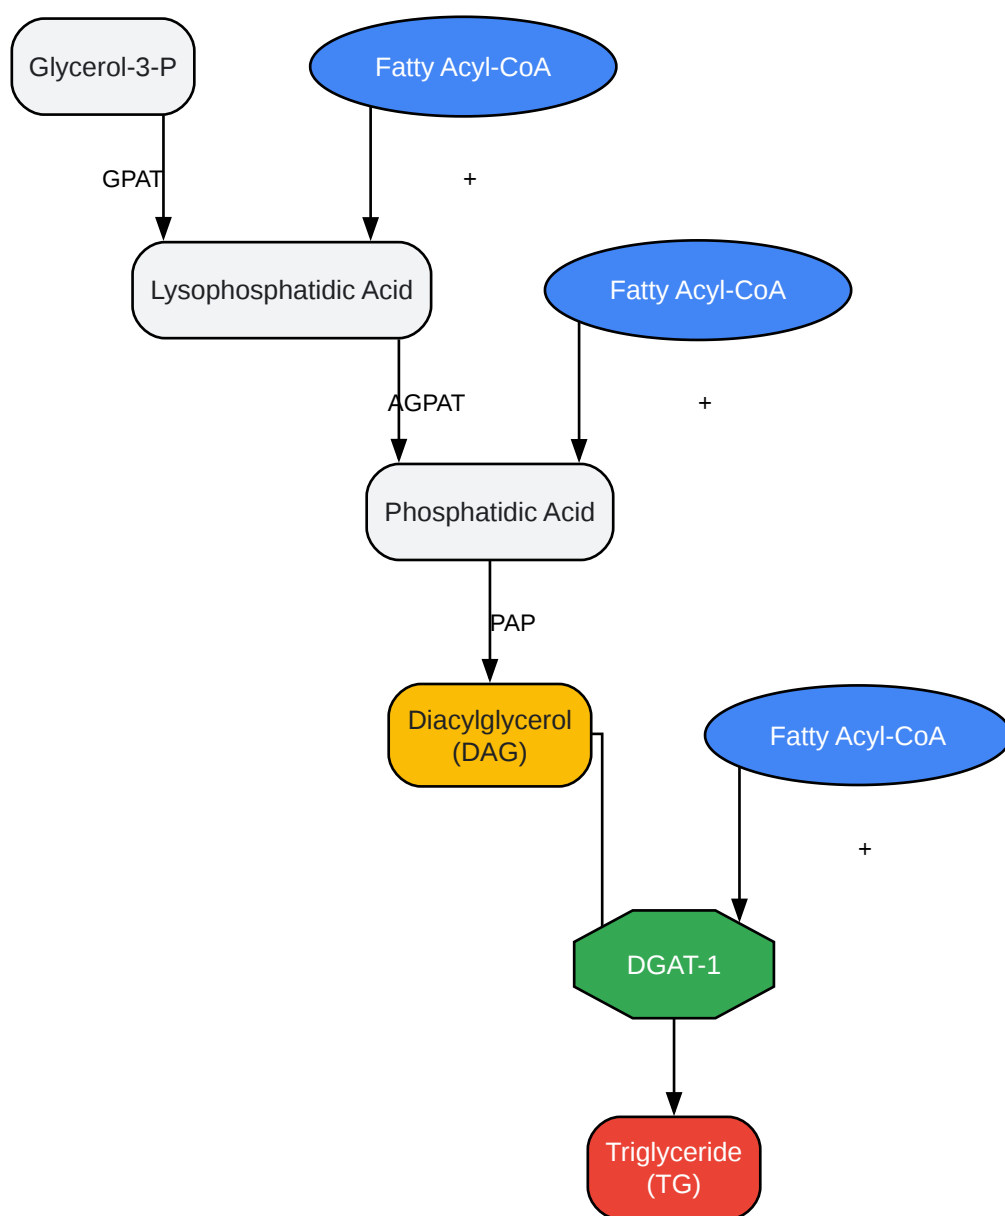 Glycerol-3-P
Fatty Acyl-CoA
GPAT
+
Lysophosphatidic Acid
Fatty Acyl-CoA
AGPAT
+
Phosphatidic Acid
PAP
Diacylglycerol
(DAG)
Fatty Acyl-CoA
+
DGAT-1
Triglyceride
(TG)